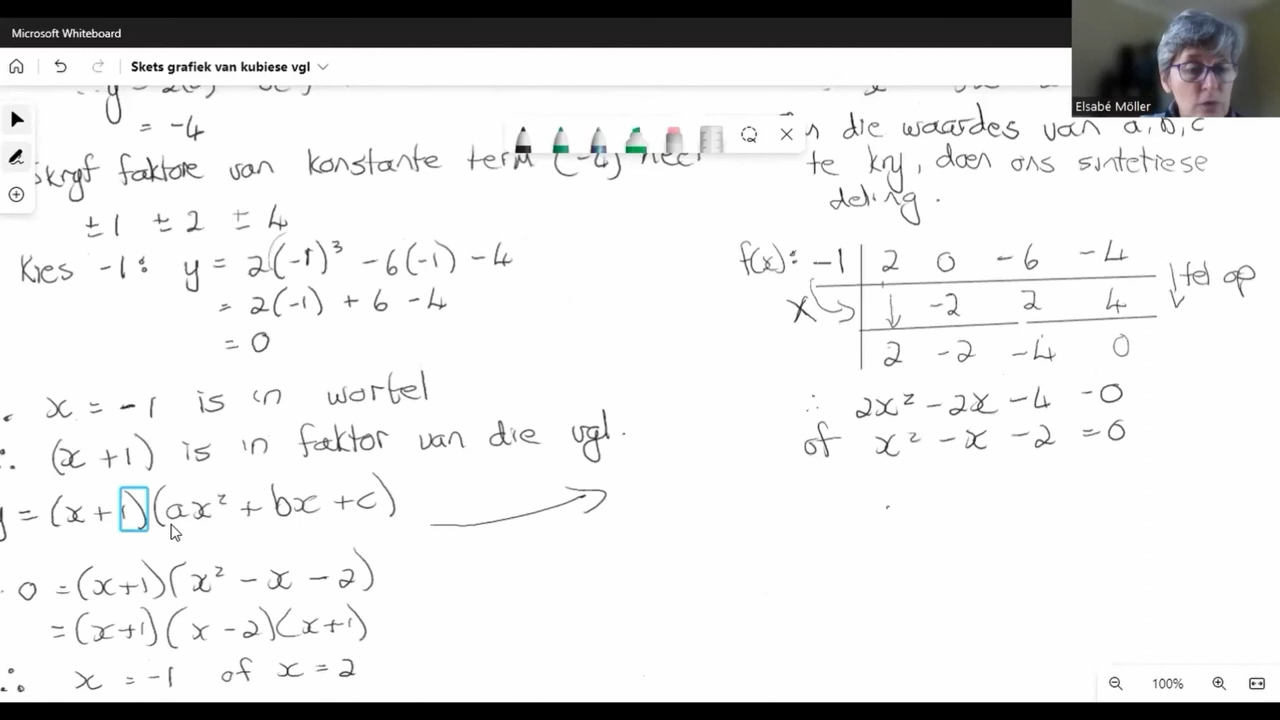 Microsoft Whiteboard
Skets grafiek van kubiese vgl
= -4
Skryf faktore van konstante term (-4) neer
±1 ±2 ±4
Kies -1: y = 2(-1)³ - 6(-1) - 4
= 2(-1) + 6 - 4
= 0
x = -1 is 'n wortel
∴ (x + 1) is 'n faktor van die vgl.
y = (x + 1)(ax² + bx + c)
0 = (x+1)(x² - x - 2)
= (x+1)(x - 2)(x+1)
∴ x = -1 of x = 2
Elsabé Möller
die waardes van a, b, c
te kry, doen ons sintetiese
deling.
f(x): -1 | 2 0 -6 -4
x ↓ -2 2 4 ↓ tel op
2 -2 -4 0
∴ 2x² - 2x - 4 - 0
of x² - x - 2 = 0
100%